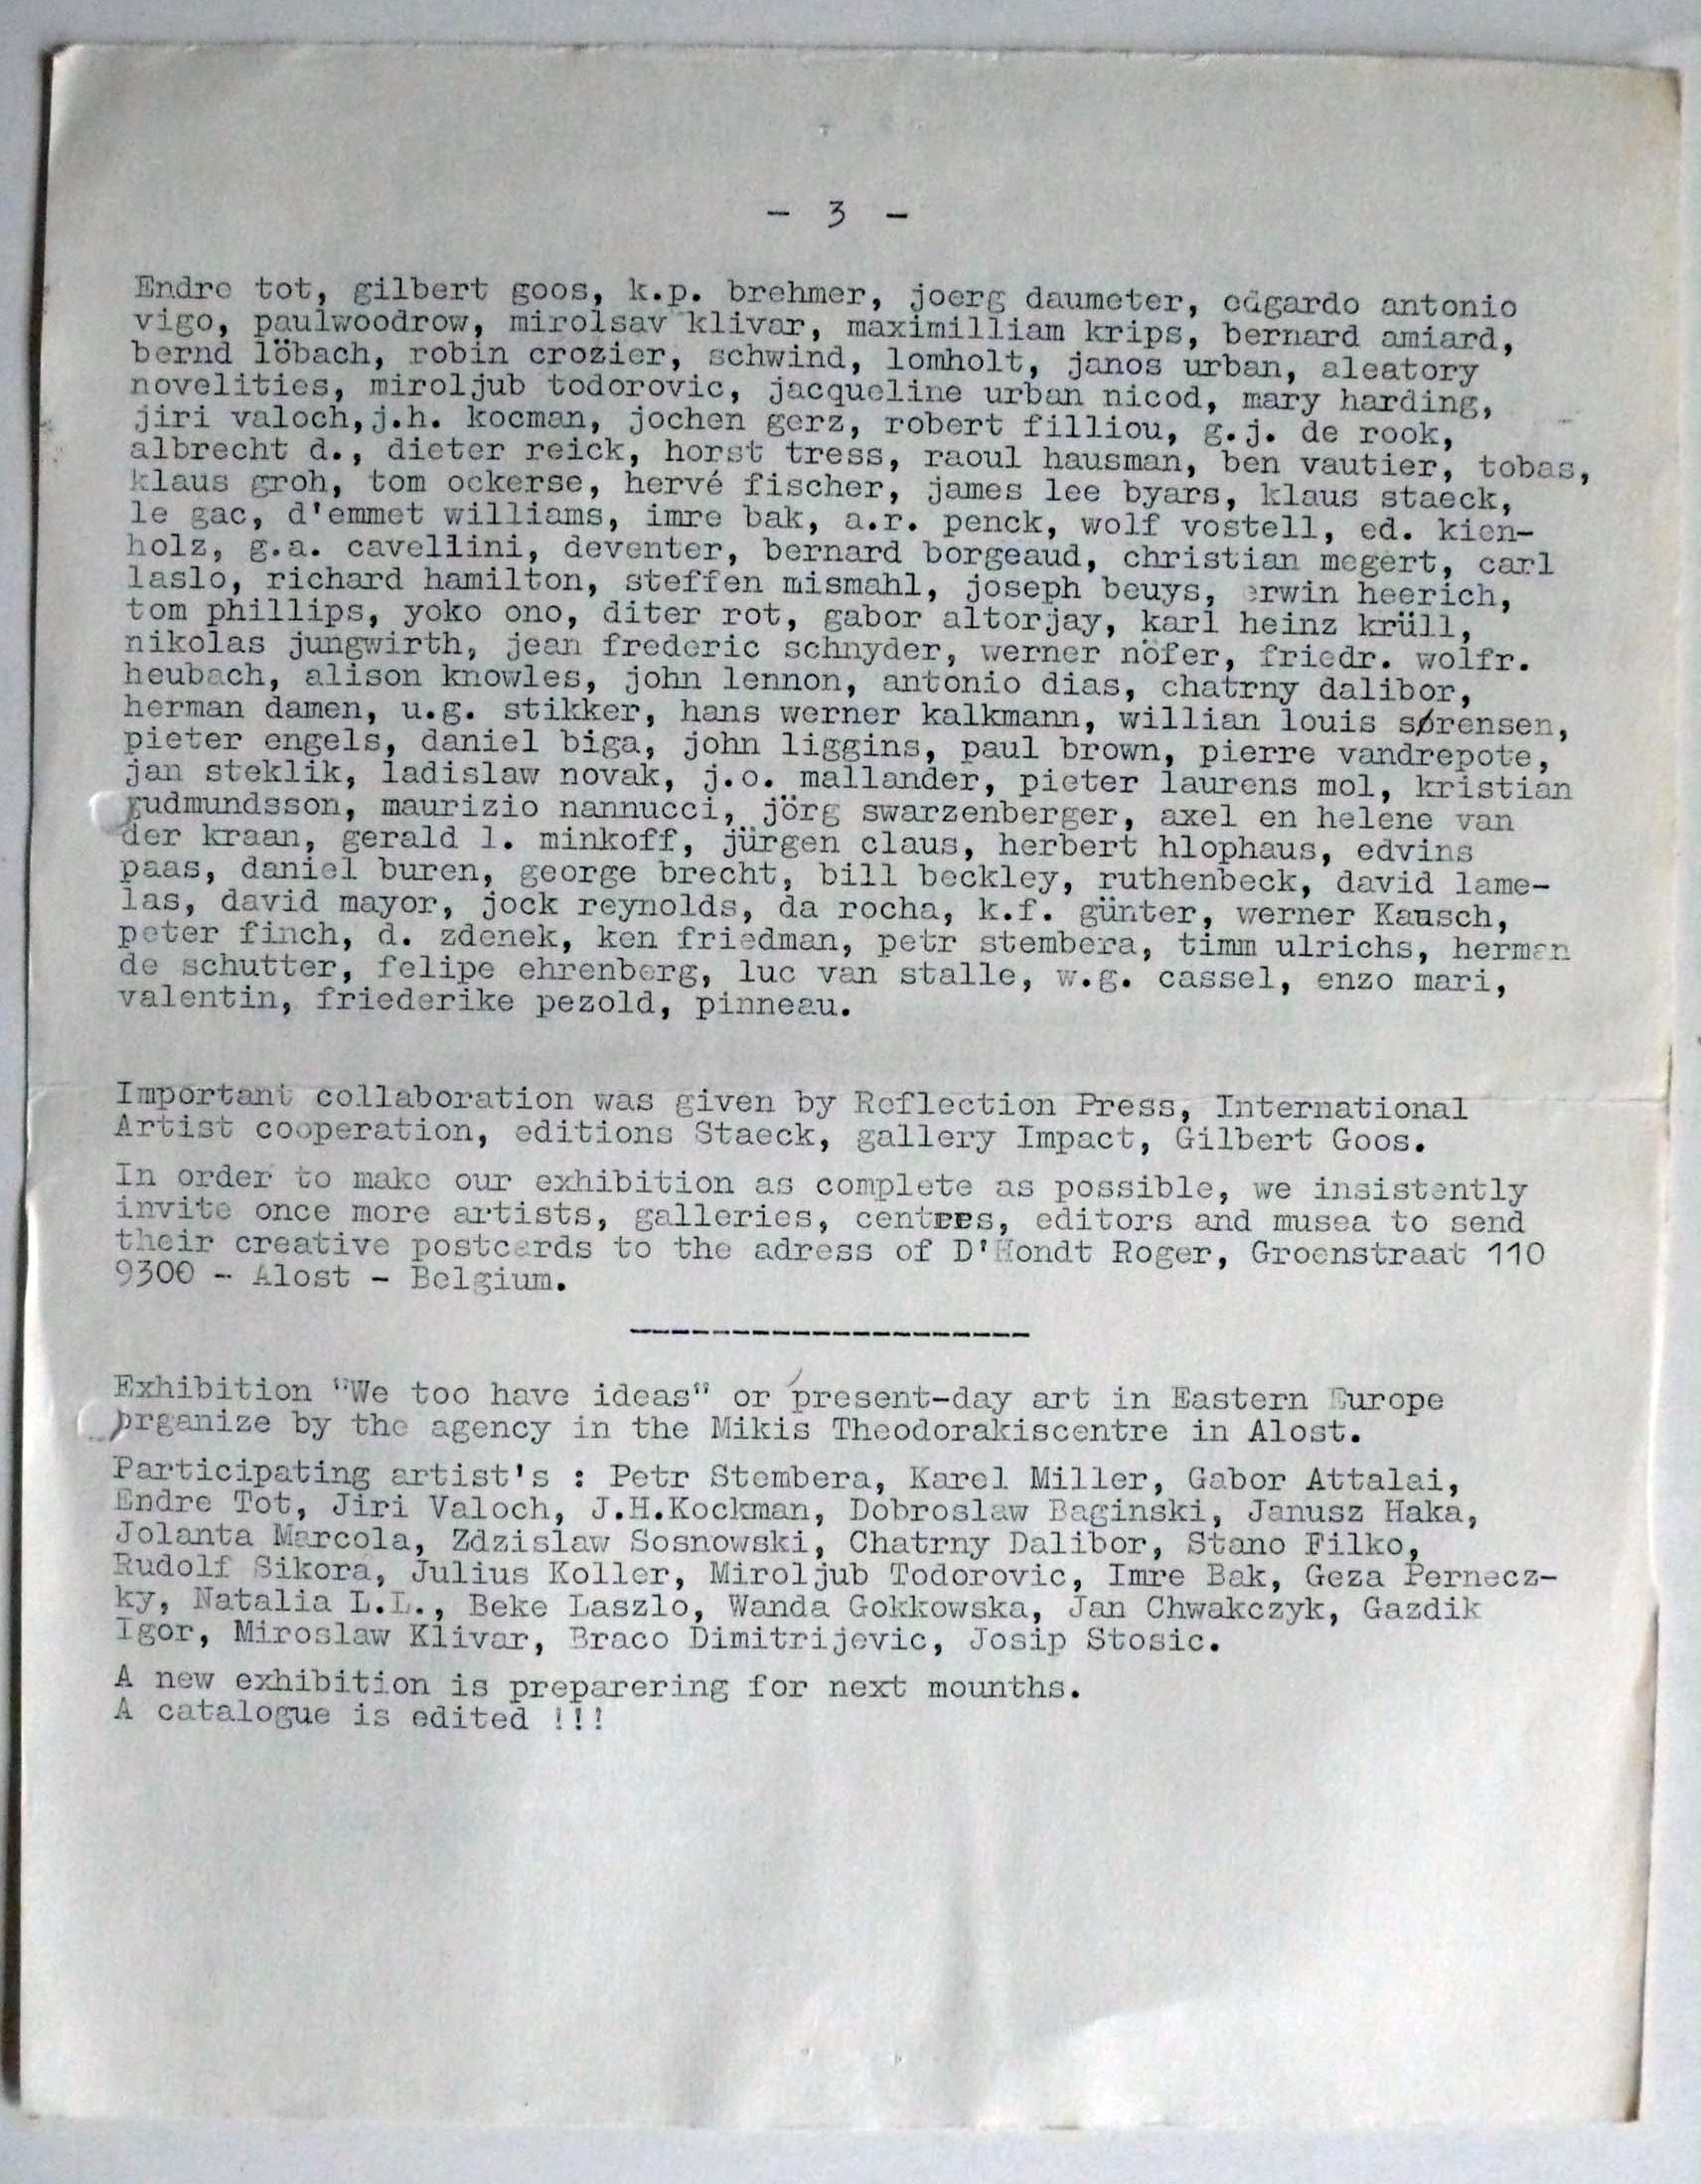 - 3 -
Endre tot, gilbert goos, k.p. brehmer, joerg daumeter, edgardo antonio
vigo, paulwoodrow, mirolsav klivar, maximilliam krips, bernard amiard,
bernd löbach, robin crozier, schwind, lomholt, janos urban, aleatory
novelities, miroljub todorovic, jacqueline urban nicod, mary harding,
jiri valoch,j.h. kocman, jochen gerz, robert filliou, g.j. de rook,
albrecht d., dieter reick, horst tress, raoul hausman, ben vautier, tobas,
klaus groh, tom ockerse, hervé fischer, james lee byars, klaus staeck,
le gac, d'emmet williams, imre bak, a.r. penck, wolf vostell, ed. kien-
holz, g.a. cavellini, deventer, bernard borgeaud, christian megert, carl
laslo, richard hamilton, steffen mismahl, joseph beuys, erwin heerich,
tom phillips, yoko ono, diter rot, gabor altorjay, karl heinz krüll,
nikolas jungwirth, jean frederic schnyder, werner nöfer, friedr. wolfr.
heubach, alison knowles, john lennon, antonio dias, chatrny dalibor,
herman damen, u.g. stikker, hans werner kalkmann, willian louis sørensen,
pieter engels, daniel biga, john liggins, paul brown, pierre vandrepote,
jan steklik, ladislaw novak, j.o. mallander, pieter laurens mol, kristian
gudmundsson, maurizio nannucci, jörg swarzenberger, axel en helene van
der kraan, gerald l. minkoff, jürgen claus, herbert hlophaus, edvins
paas, daniel buren, george brecht, bill beckley, ruthenbeck, david lame-
las, david mayor, jock reynolds, da rocha, k.f. günter, werner Kausch,
peter finch, d. zdenek, ken friedman, petr stembera, timm ulrichs, herman
de schutter, felipe ehrenberg, luc van stalle, w.g. cassel, enzo mari,
valentin, friederike pezold, pinneau.
Important collaboration was given by Reflection Press, International
Artist cooperation, editions Staeck, gallery Impact, Gilbert Goos.
In order to make our exhibition as complete as possible, we insistently
invite once more artists, galleries, centres, editors and musea to send
their creative postcards to the adress of D'Hondt Roger, Groenstraat 110
9300 - Alost - Belgium.
--------------------
Exhibition "We too have ideas" or present-day art in Eastern Europe
organize by the agency in the Mikis Theodorakiscentre in Alost.
Participating artist's : Petr Stembera, Karel Miller, Gabor Attalai,
Endre Tot, Jiri Valoch, J.H.Kockman, Dobroslaw Baginski, Janusz Haka,
Jolanta Marcola, Zdzislaw Sosnowski, Chatrny Dalibor, Stano Filko,
Rudolf Sikora, Julius Koller, Miroljub Todorovic, Imre Bak, Geza Pernecz-
ky, Natalia L.L., Beke Laszlo, Wanda Gokkowska, Jan Chwakczyk, Gazdik
Igor, Miroslaw Klivar, Braco Dimitrijevic, Josip Stosic.
A new exhibition is preparering for next mounths.
A catalogue is edited !!!